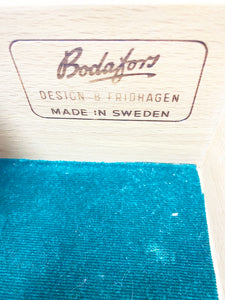 Bodafors
DESIGN B FRIDHAGEN
MADE IN SWEDEN